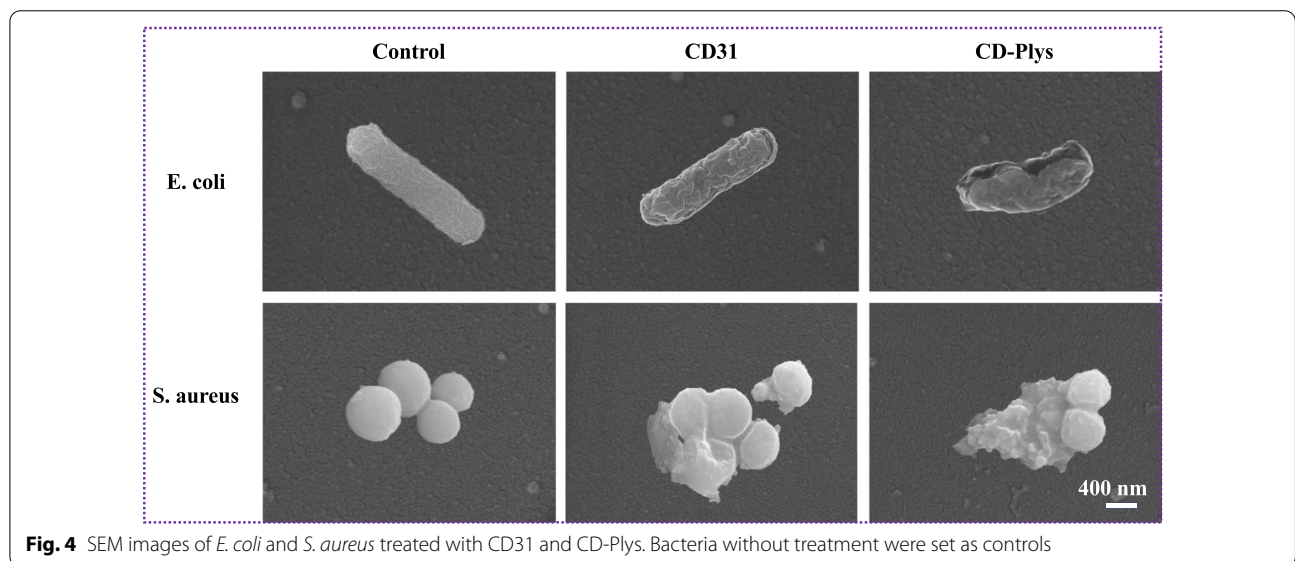 Control CD31 CD-Plys
E. coli
S. aureus
400 nm
Fig. 4 SEM images of E. coli and S. aureus treated with CD31 and CD-Plys. Bacteria without treatment were set as controls